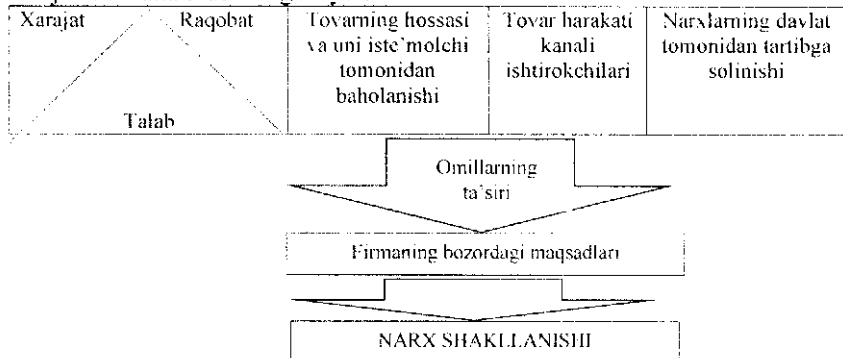 Xarajat
Raqobat
Talab
Tovarning hossasi
va uni iste'molchi
tomonidan
baholanishi
Tovar harakati
kanali
ishtirokchilari
Narxlarning davlat
tomonidan tartibga
solinishi
Omillarning
ta'siri
Firmaning bozordagi maqsadlari
NARX SHAKLLANISHI